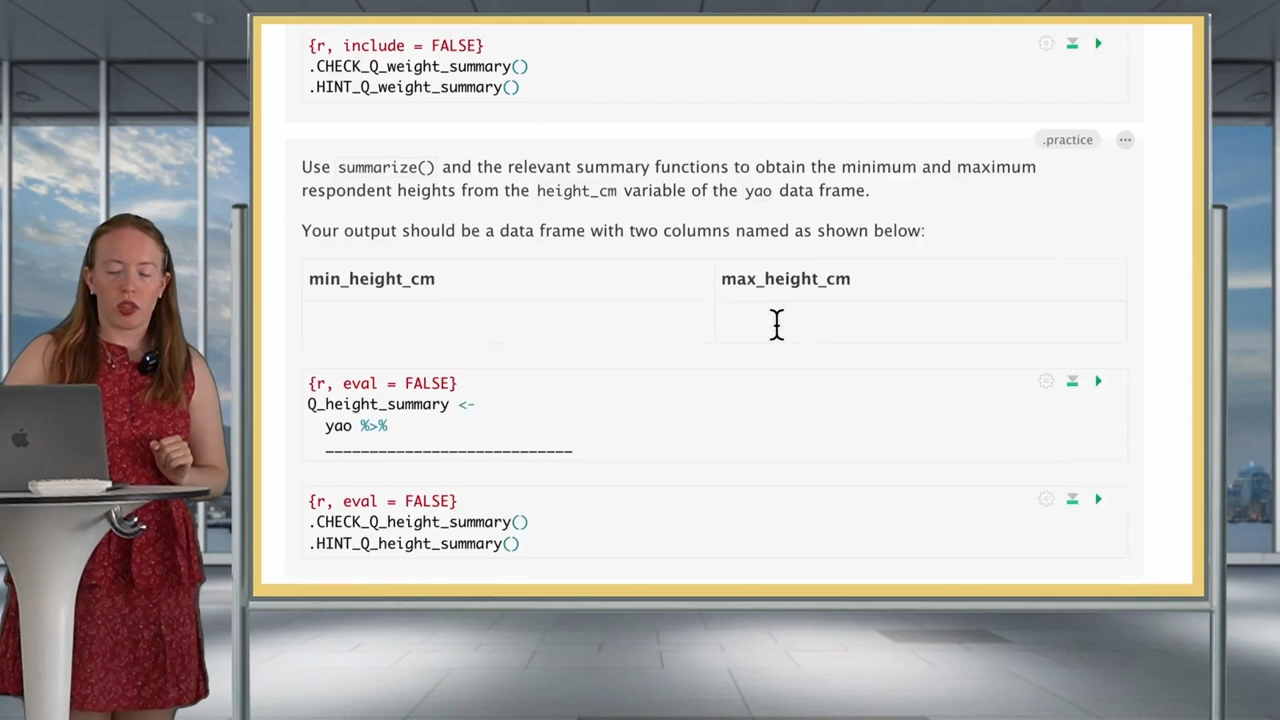 {r, include = FALSE}
.CHECK_Q_weight_summary()
.HINT_Q_weight_summary()
.practice
Use summarize() and the relevant summary functions to obtain the minimum and maximum
respondent heights from the height_cm variable of the yao data frame.
Your output should be a data frame with two columns named as shown below:
min_height_cm max_height_cm
{r, eval = FALSE}
Q_height_summary <-
yao %>%
____________________________
{r, eval = FALSE}
.CHECK_Q_height_summary()
.HINT_Q_height_summary()